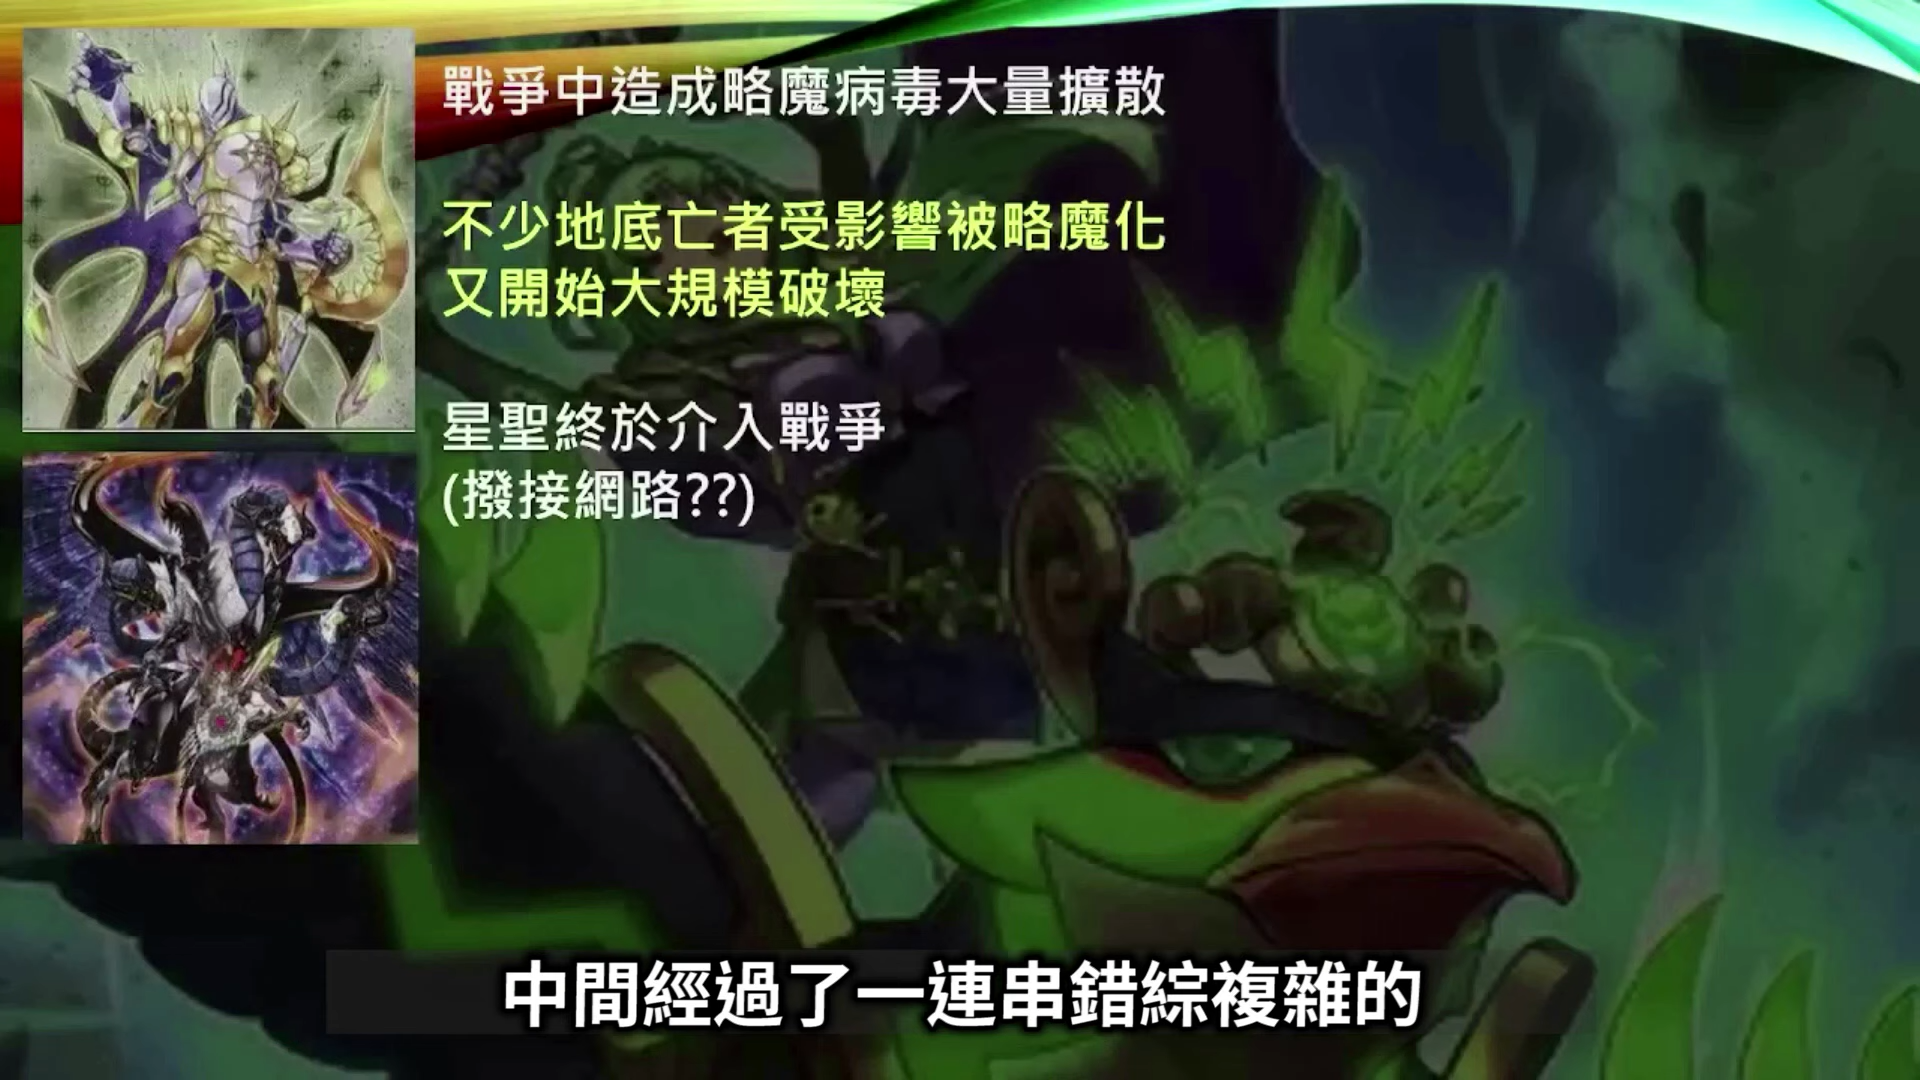 戰爭中造成略魔病毒大量擴散
不少地底亡者受影響被略魔化
又開始大規模破壞
星聖終於介入戰爭
(撥接網路??)
中間經過了一連串錯綜複雜的